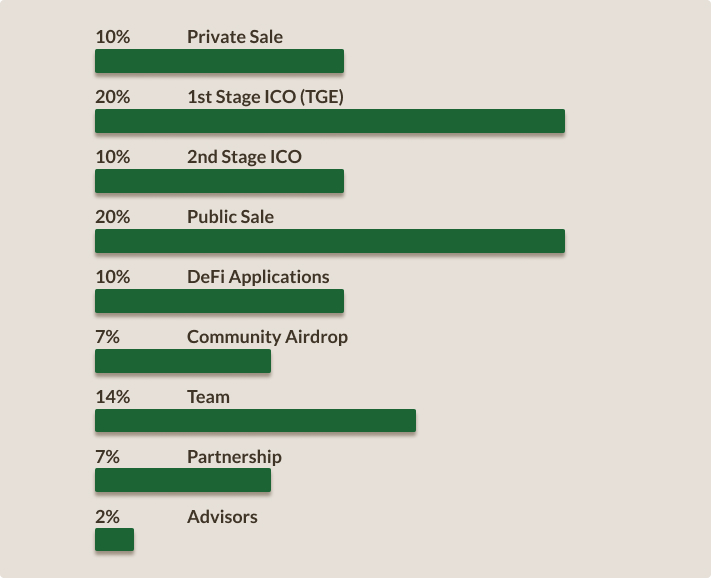 10% Private Sale
20% 1st Stage ICO (TGE)
10% 2nd Stage ICO
20% Public Sale
10% DeFi Applications
7% Community Airdrop
14% Team
7% Partnership
2% Advisors